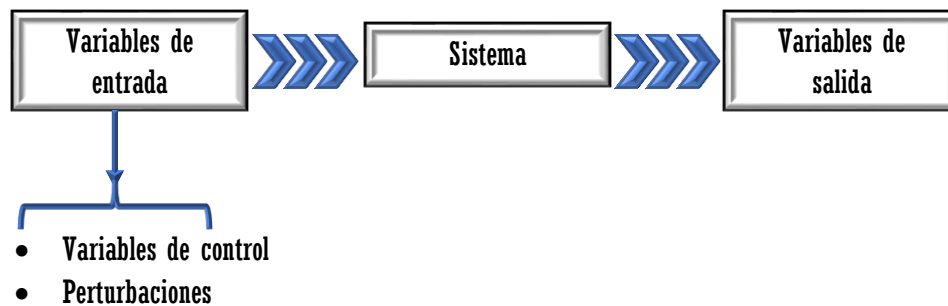 Variables de
entrada
Sistema
Variables de
salida
• Variables de control
• Perturbaciones